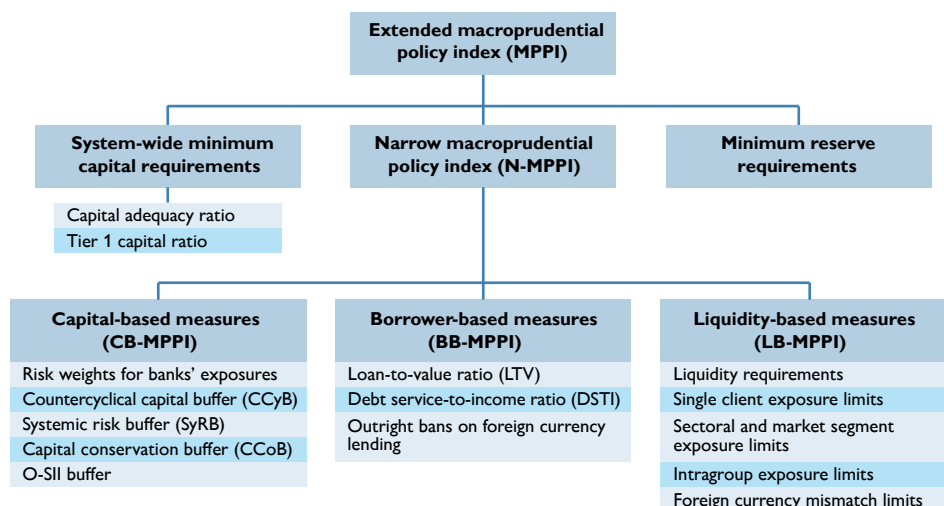 Extended macroprudential
policy index (MPPI)
System-wide minimum
capital requirements
Capital adequacy ratio
Tier 1 capital ratio
Narrow macroprudential
policy index (N-MPPI)
Minimum reserve
requirements
Capital-based measures
(CB-MPPI)
Risk weights for banks’ exposures
Countercyclical capital buffer (CCyB)
Systemic risk buffer (SyRB)
Capital conservation buffer (CCoB)
O-SII buffer
Borrower-based measures
(BB-MPPI)
Loan-to-value ratio (LTV)
Debt service-to-income ratio (DSTI)
Outright bans on foreign currency
lending
Liquidity-based measures
(LB-MPPI)
Liquidity requirements
Single client exposure limits
Sectoral and market segment
exposure limits
Intragroup exposure limits
Foreign currency mismatch limits